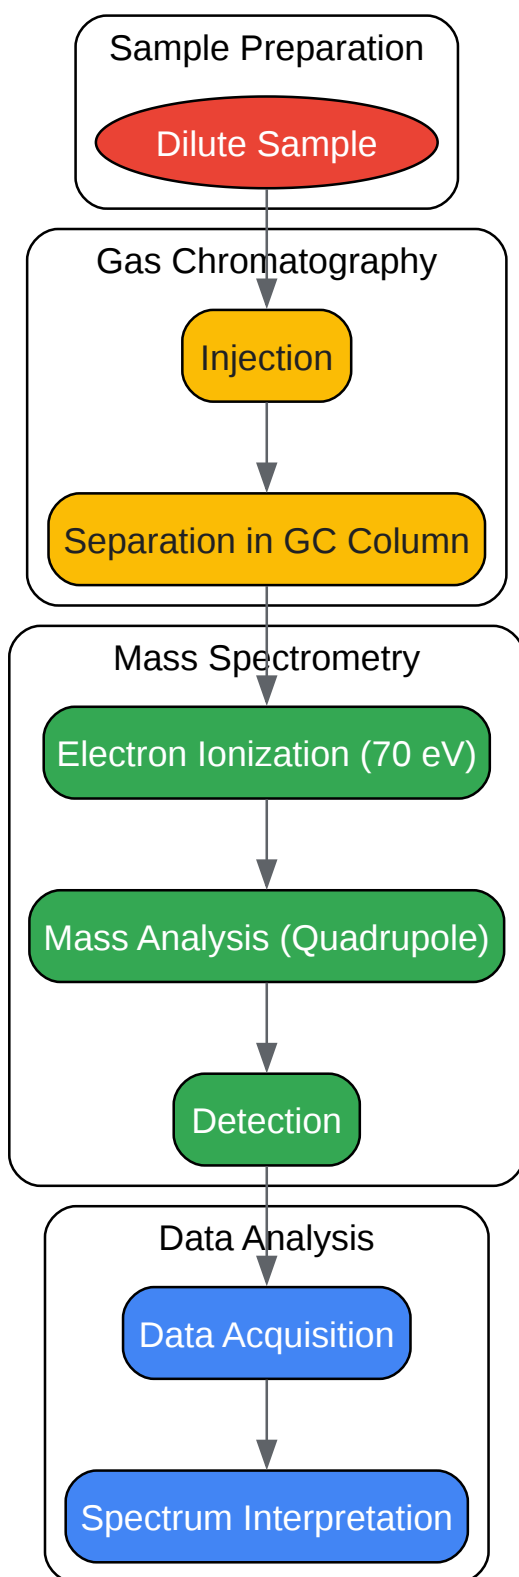 Sample Preparation
Dilute Sample
Gas Chromatography
Injection
Separation in GC Column
Mass Spectrometry
Electron Ionization (70 eV)
Mass Analysis (Quadrupole)
Detection
Data Analysis
Data Acquisition
Spectrum Interpretation